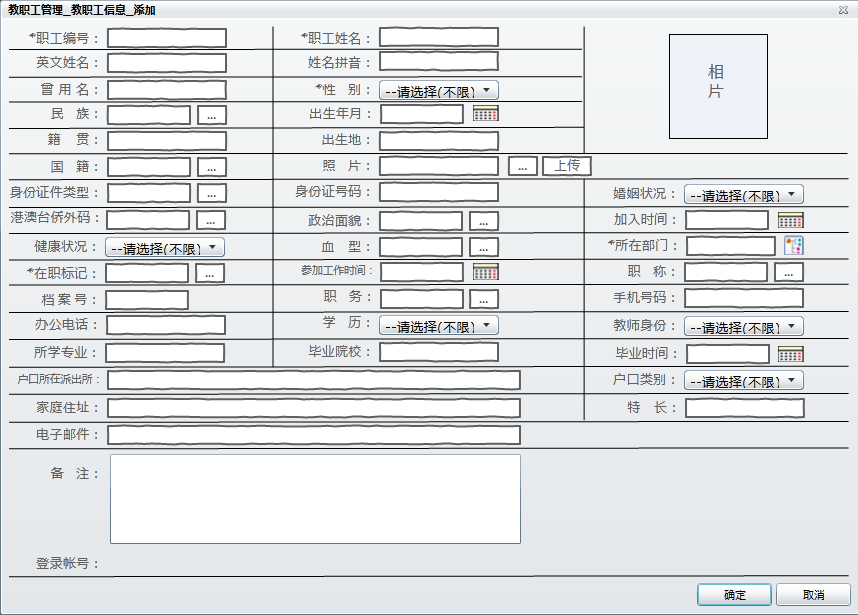 教职工管理_教职工信息_添加
*职工编号： *职工姓名：
英文姓名： 姓名拼音：
曾 用 名： *性 别： --请选择(不限)
相片
民 族： ... 出生年月：
籍 贯： 出生地：
国 籍： ... 照 片： ... 上传
身份证件类型： ... 身份证号码： 婚姻状况： --请选择(不限)
港澳台侨外码： ... 政治面貌： ... 加入时间：
健康状况： --请选择(不限) 血 型： ... *所在部门：
*在职标记： ... 参加工作时间： 职 称： ...
档 案 号： 职 务： ... 手机号码：
办公电话： 学 历： --请选择(不限) 教师身份： --请选择(不限)
所学专业： 毕业院校： 毕业时间：
户口所在派出所： 户口类别： --请选择(不限)
家庭住址： 特 长：
电子邮件：
备 注：
登录帐号：
确定 取消